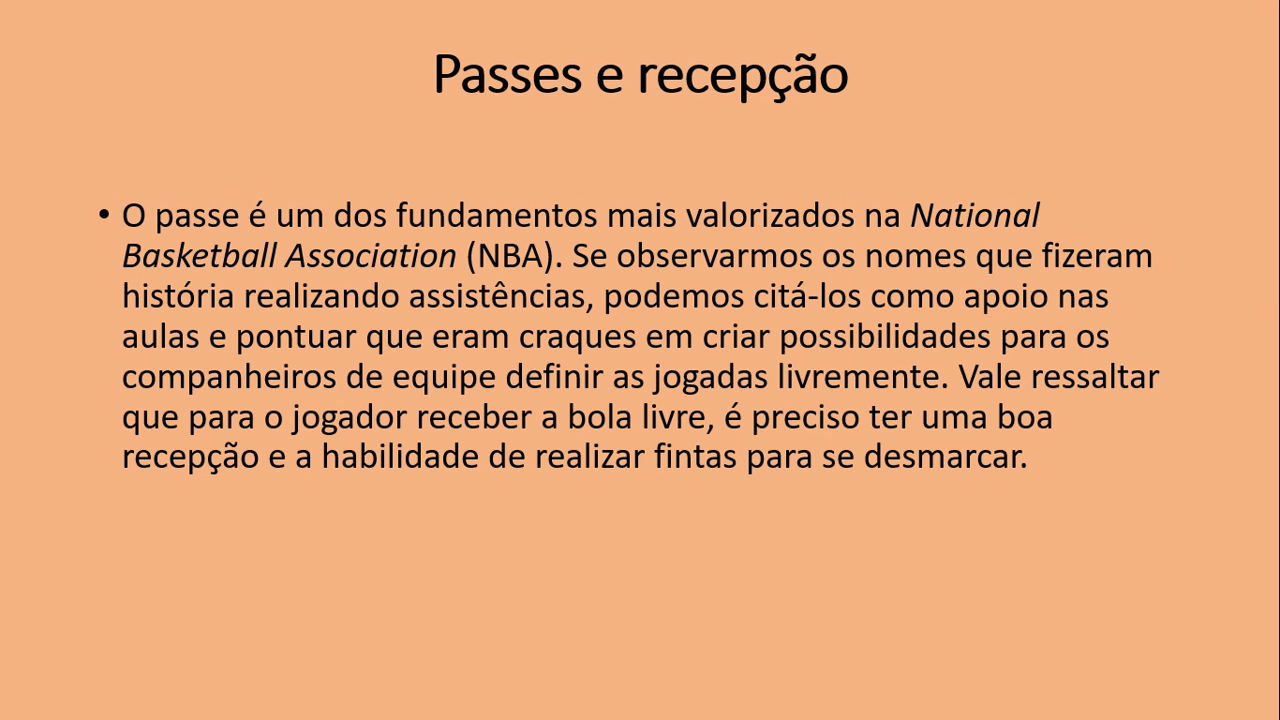 Passes e recepção
• O passe é um dos fundamentos mais valorizados na National
Basketball Association (NBA). Se observarmos os nomes que fizeram
história realizando assistências, podemos citá-los como apoio nas
aulas e pontuar que eram craques em criar possibilidades para os
companheiros de equipe definir as jogadas livremente. Vale ressaltar
que para o jogador receber a bola livre, é preciso ter uma boa
recepção e a habilidade de realizar fintas para se desmarcar.